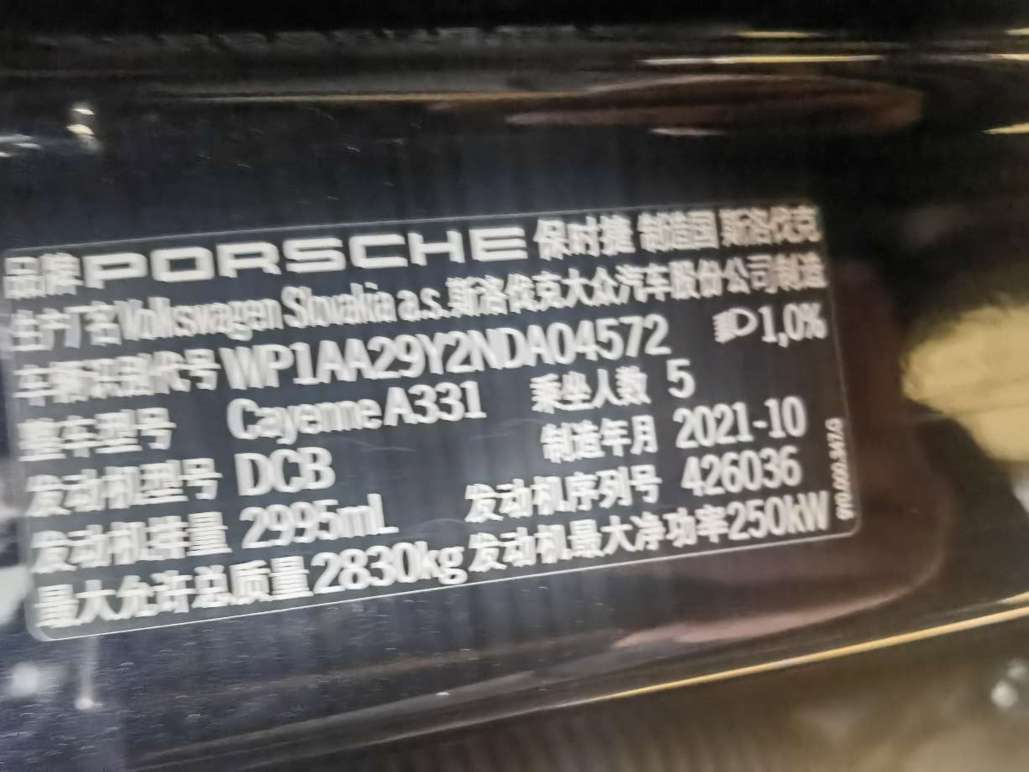 品牌PORSCHE 保时捷 制造国 斯洛伐克
生产厂名Volkswagen Slovakia a.s.斯洛伐克大众汽车股份公司制造
车辆识别代号WP1AA29Y2NDA04572 1,0%
整车型号 Cayenne A331 乘坐人数 5
发动机型号 DCB 制造年月 2021-10
发动机排量 2995mL 发动机序列号 426036
最大允许总质量2830kg 发动机最大净功率250kW